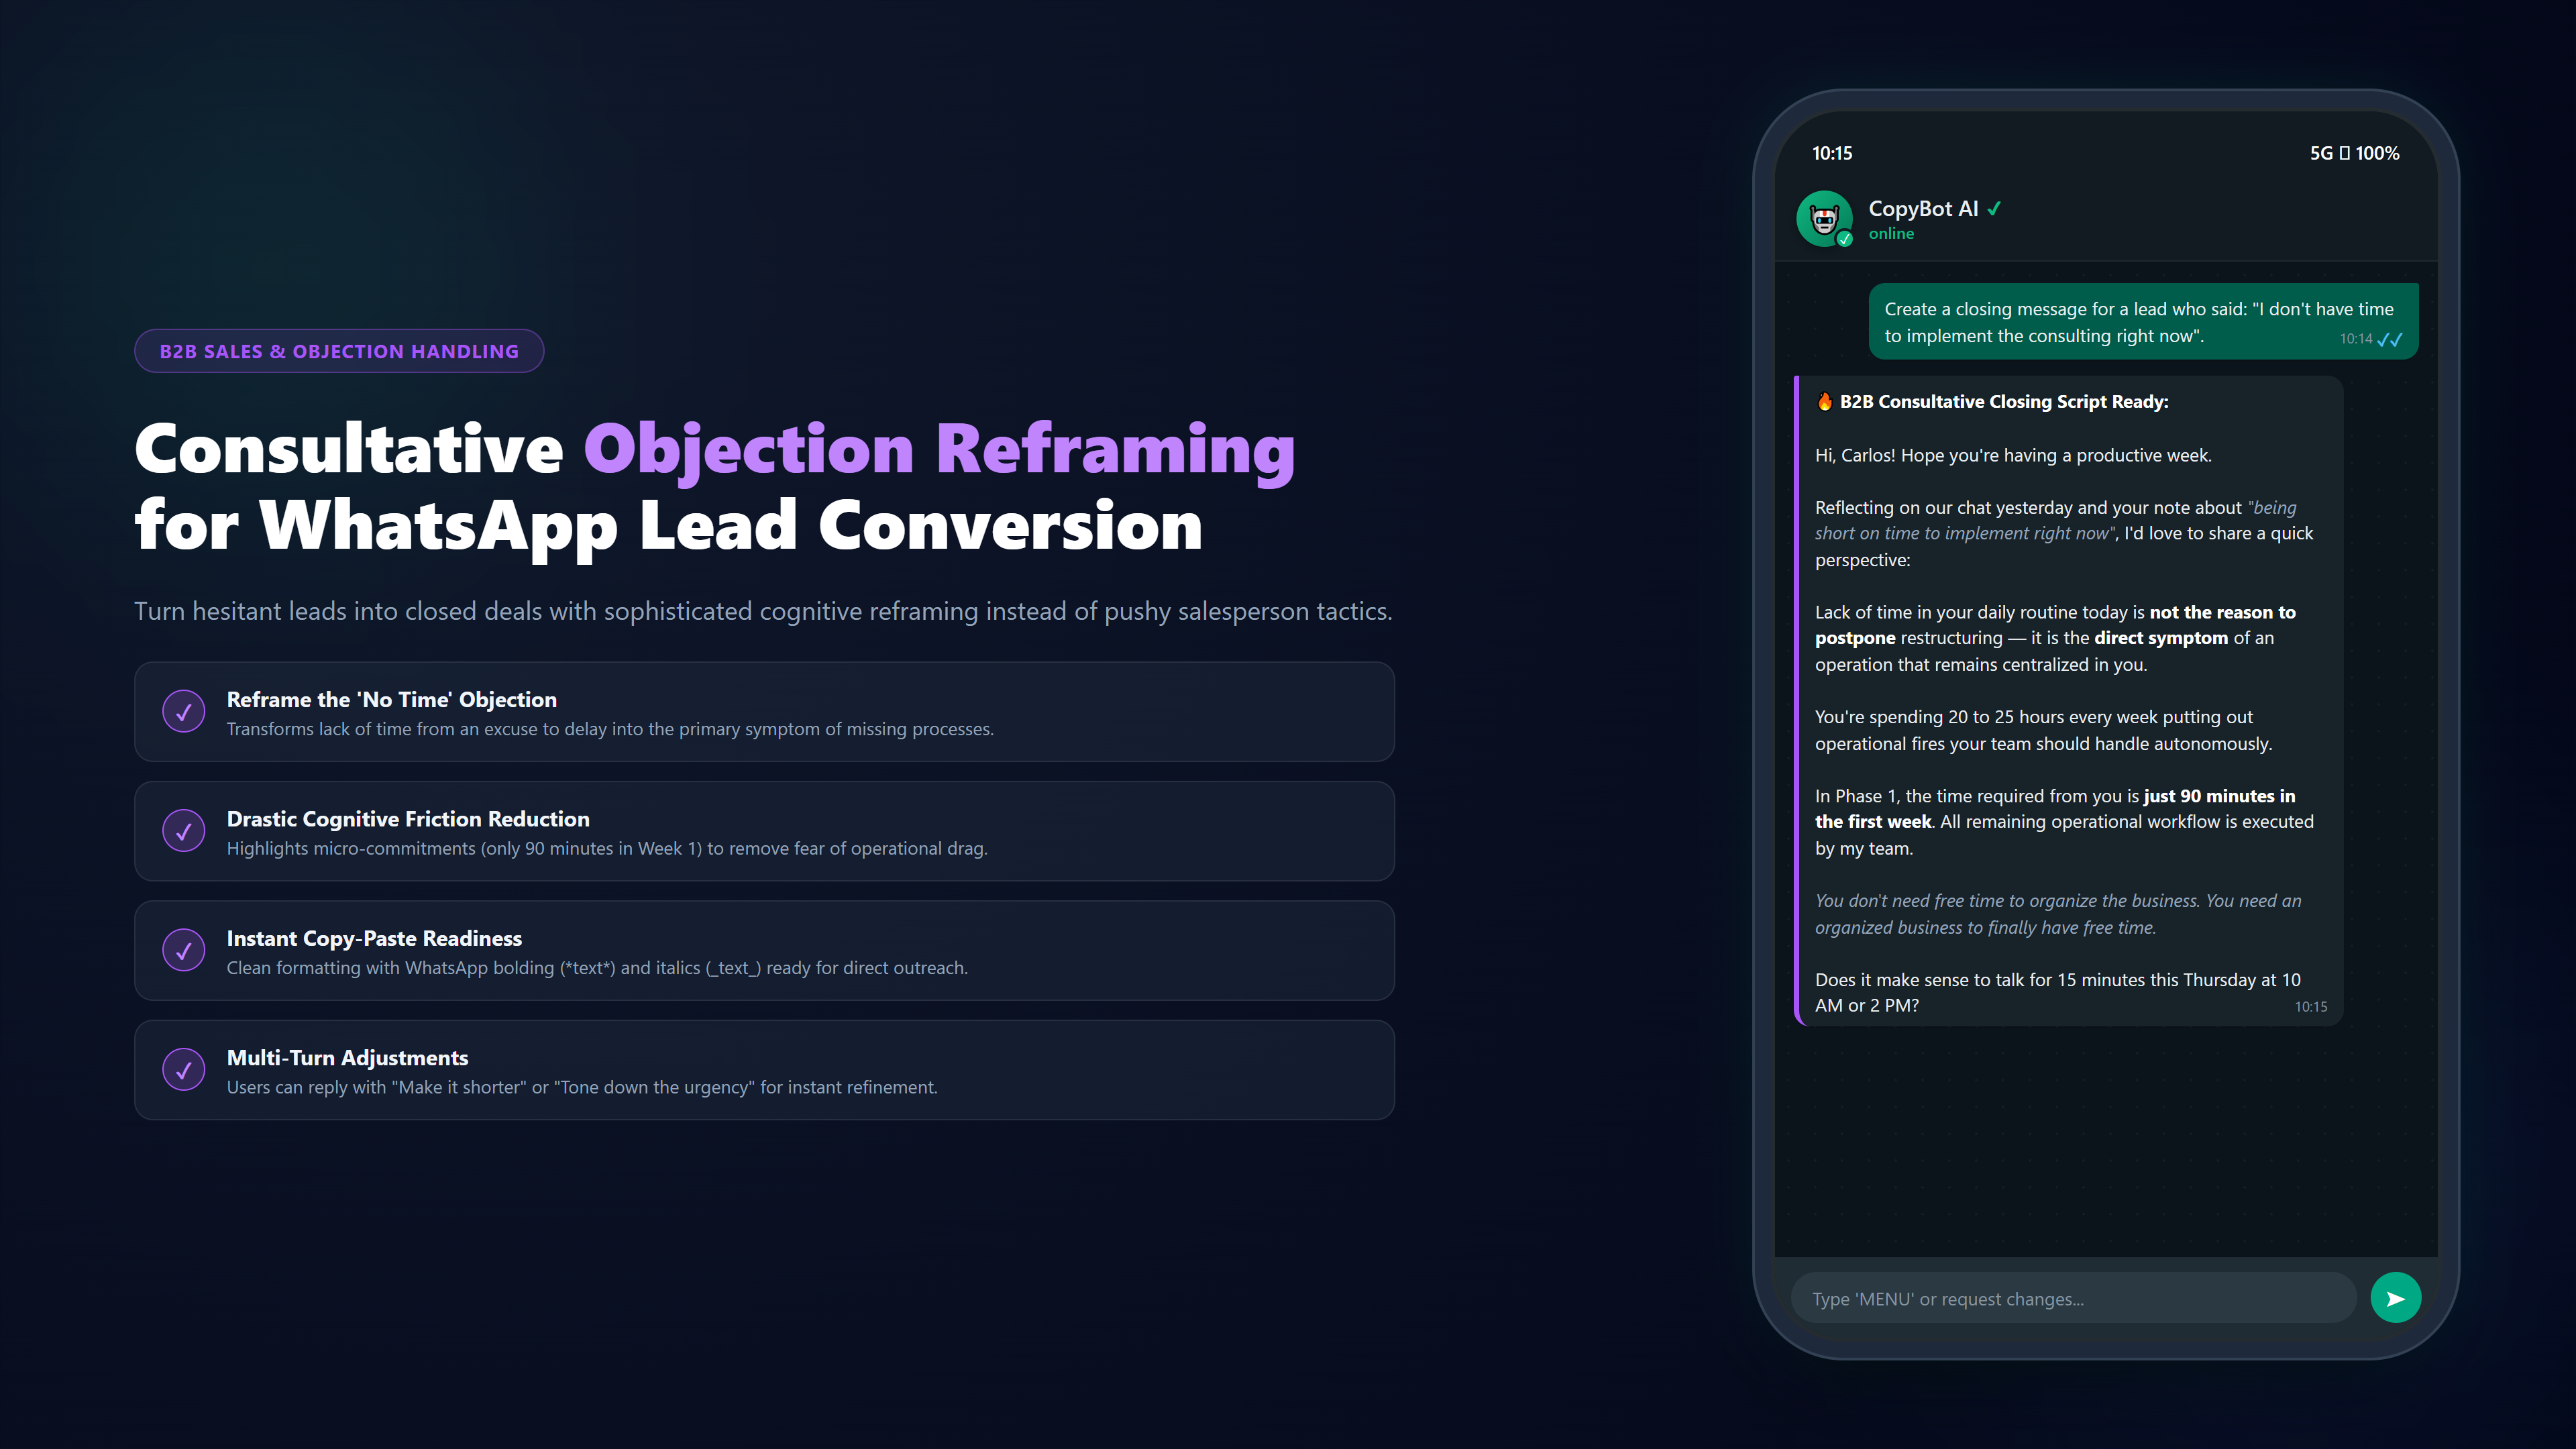 B2B SALES & OBJECTION HANDLING
Consultative Objection Reframing
for WhatsApp Lead Conversion
Turn hesitant leads into closed deals with sophisticated cognitive reframing instead of pushy salesperson tactics.
✓ Reframe the 'No Time' Objection
Transforms lack of time from an excuse to delay into the primary symptom of missing processes.
✓ Drastic Cognitive Friction Reduction
Highlights micro-commitments (only 90 minutes in Week 1) to remove fear of operational drag.
✓ Instant Copy-Paste Readiness
Clean formatting with WhatsApp bolding (*text*) and italics (_text_) ready for direct outreach.
✓ Multi-Turn Adjustments
Users can reply with "Make it shorter" or "Tone down the urgency" for instant refinement.
10:15 5G ▯ 100%
CopyBot AI ✓
online
Create a closing message for a lead who said: "I don't have time
to implement the consulting right now". 10:14 ✓✓
🔥 B2B Consultative Closing Script Ready:
Hi, Carlos! Hope you're having a productive week.
Reflecting on our chat yesterday and your note about "being
short on time to implement right now", I'd love to share a quick
perspective:
Lack of time in your daily routine today is not the reason to
postpone restructuring — it is the direct symptom of an
operation that remains centralized in you.
You're spending 20 to 25 hours every week putting out
operational fires your team should handle autonomously.
In Phase 1, the time required from you is just 90 minutes in
the first week. All remaining operational workflow is executed
by my team.
You don't need free time to organize the business. You need an
organized business to finally have free time.
Does it make sense to talk for 15 minutes this Thursday at 10
AM or 2 PM? 10:15
Type 'MENU' or request changes...